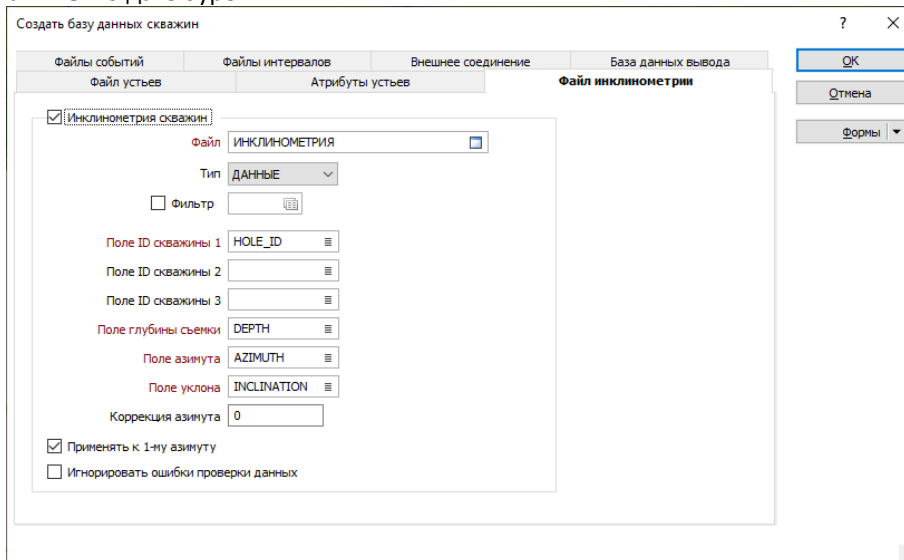 Создать базу данных скважин ? ×
Файлы событий Файлы интервалов Внешнее соединение База данных вывода
Файл устьев Атрибуты устьев Файл инклинометрии
OK
Отмена
Формы
Инклинометрия скважин
Файл ИНКЛИНОМЕТРИЯ
Тип ДАННЫЕ
Фильтр
Поле ID скважины 1 HOLE_ID
Поле ID скважины 2
Поле ID скважины 3
Поле глубины съемки DEPTH
Поле азимута AZIMUTH
Поле уклона INCLINATION
Коррекция азимута 0
Применять к 1-му азимуту
Игнорировать ошибки проверки данных